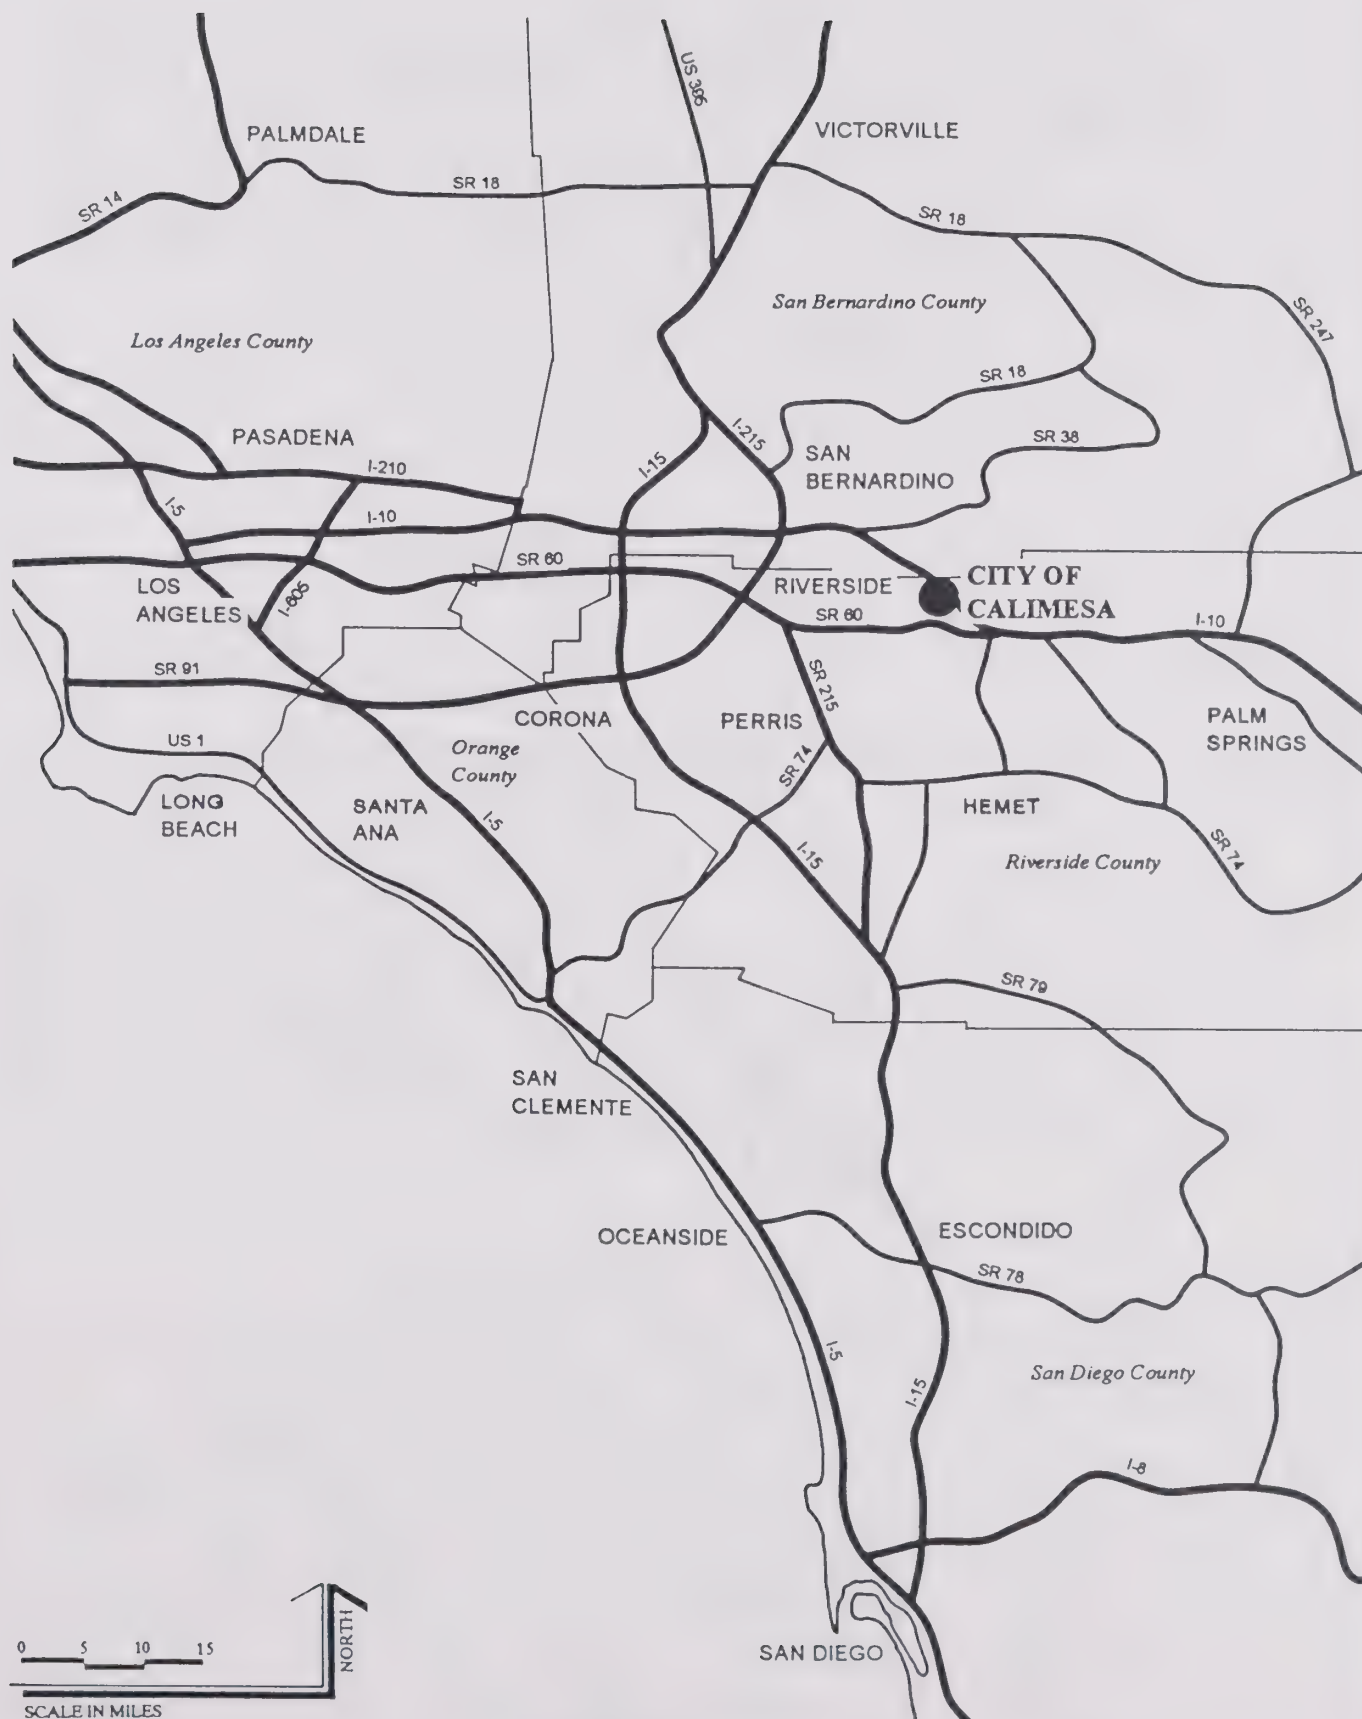 US 395
PALMDALE
VICTORVILLE
SR 14
SR 18
SR 18
San Bernardino County
SR 247
Los Angeles County
SR 18
PASADENA
I-210
I-15
I-215
SAN
BERNARDINO
SR 38
I-5
I-10
SR 60
LOS
ANGELES
I-605
RIVERSIDE
CITY OF
CALIMESA
SR 60
I-10
SR 91
SR 215
CORONA
PERRIS
PALM
SPRINGS
US 1
Orange
County
SR 74
LONG
BEACH
SANTA
ANA
I-5
HEMET
I-15
Riverside County
SR 74
SR 79
SAN
CLEMENTE
OCEANSIDE
ESCONDIDO
SR 78
I-5
San Diego County
I-15
I-8
SAN DIEGO
0 5 10 15
NORTH
SCALE IN MILES